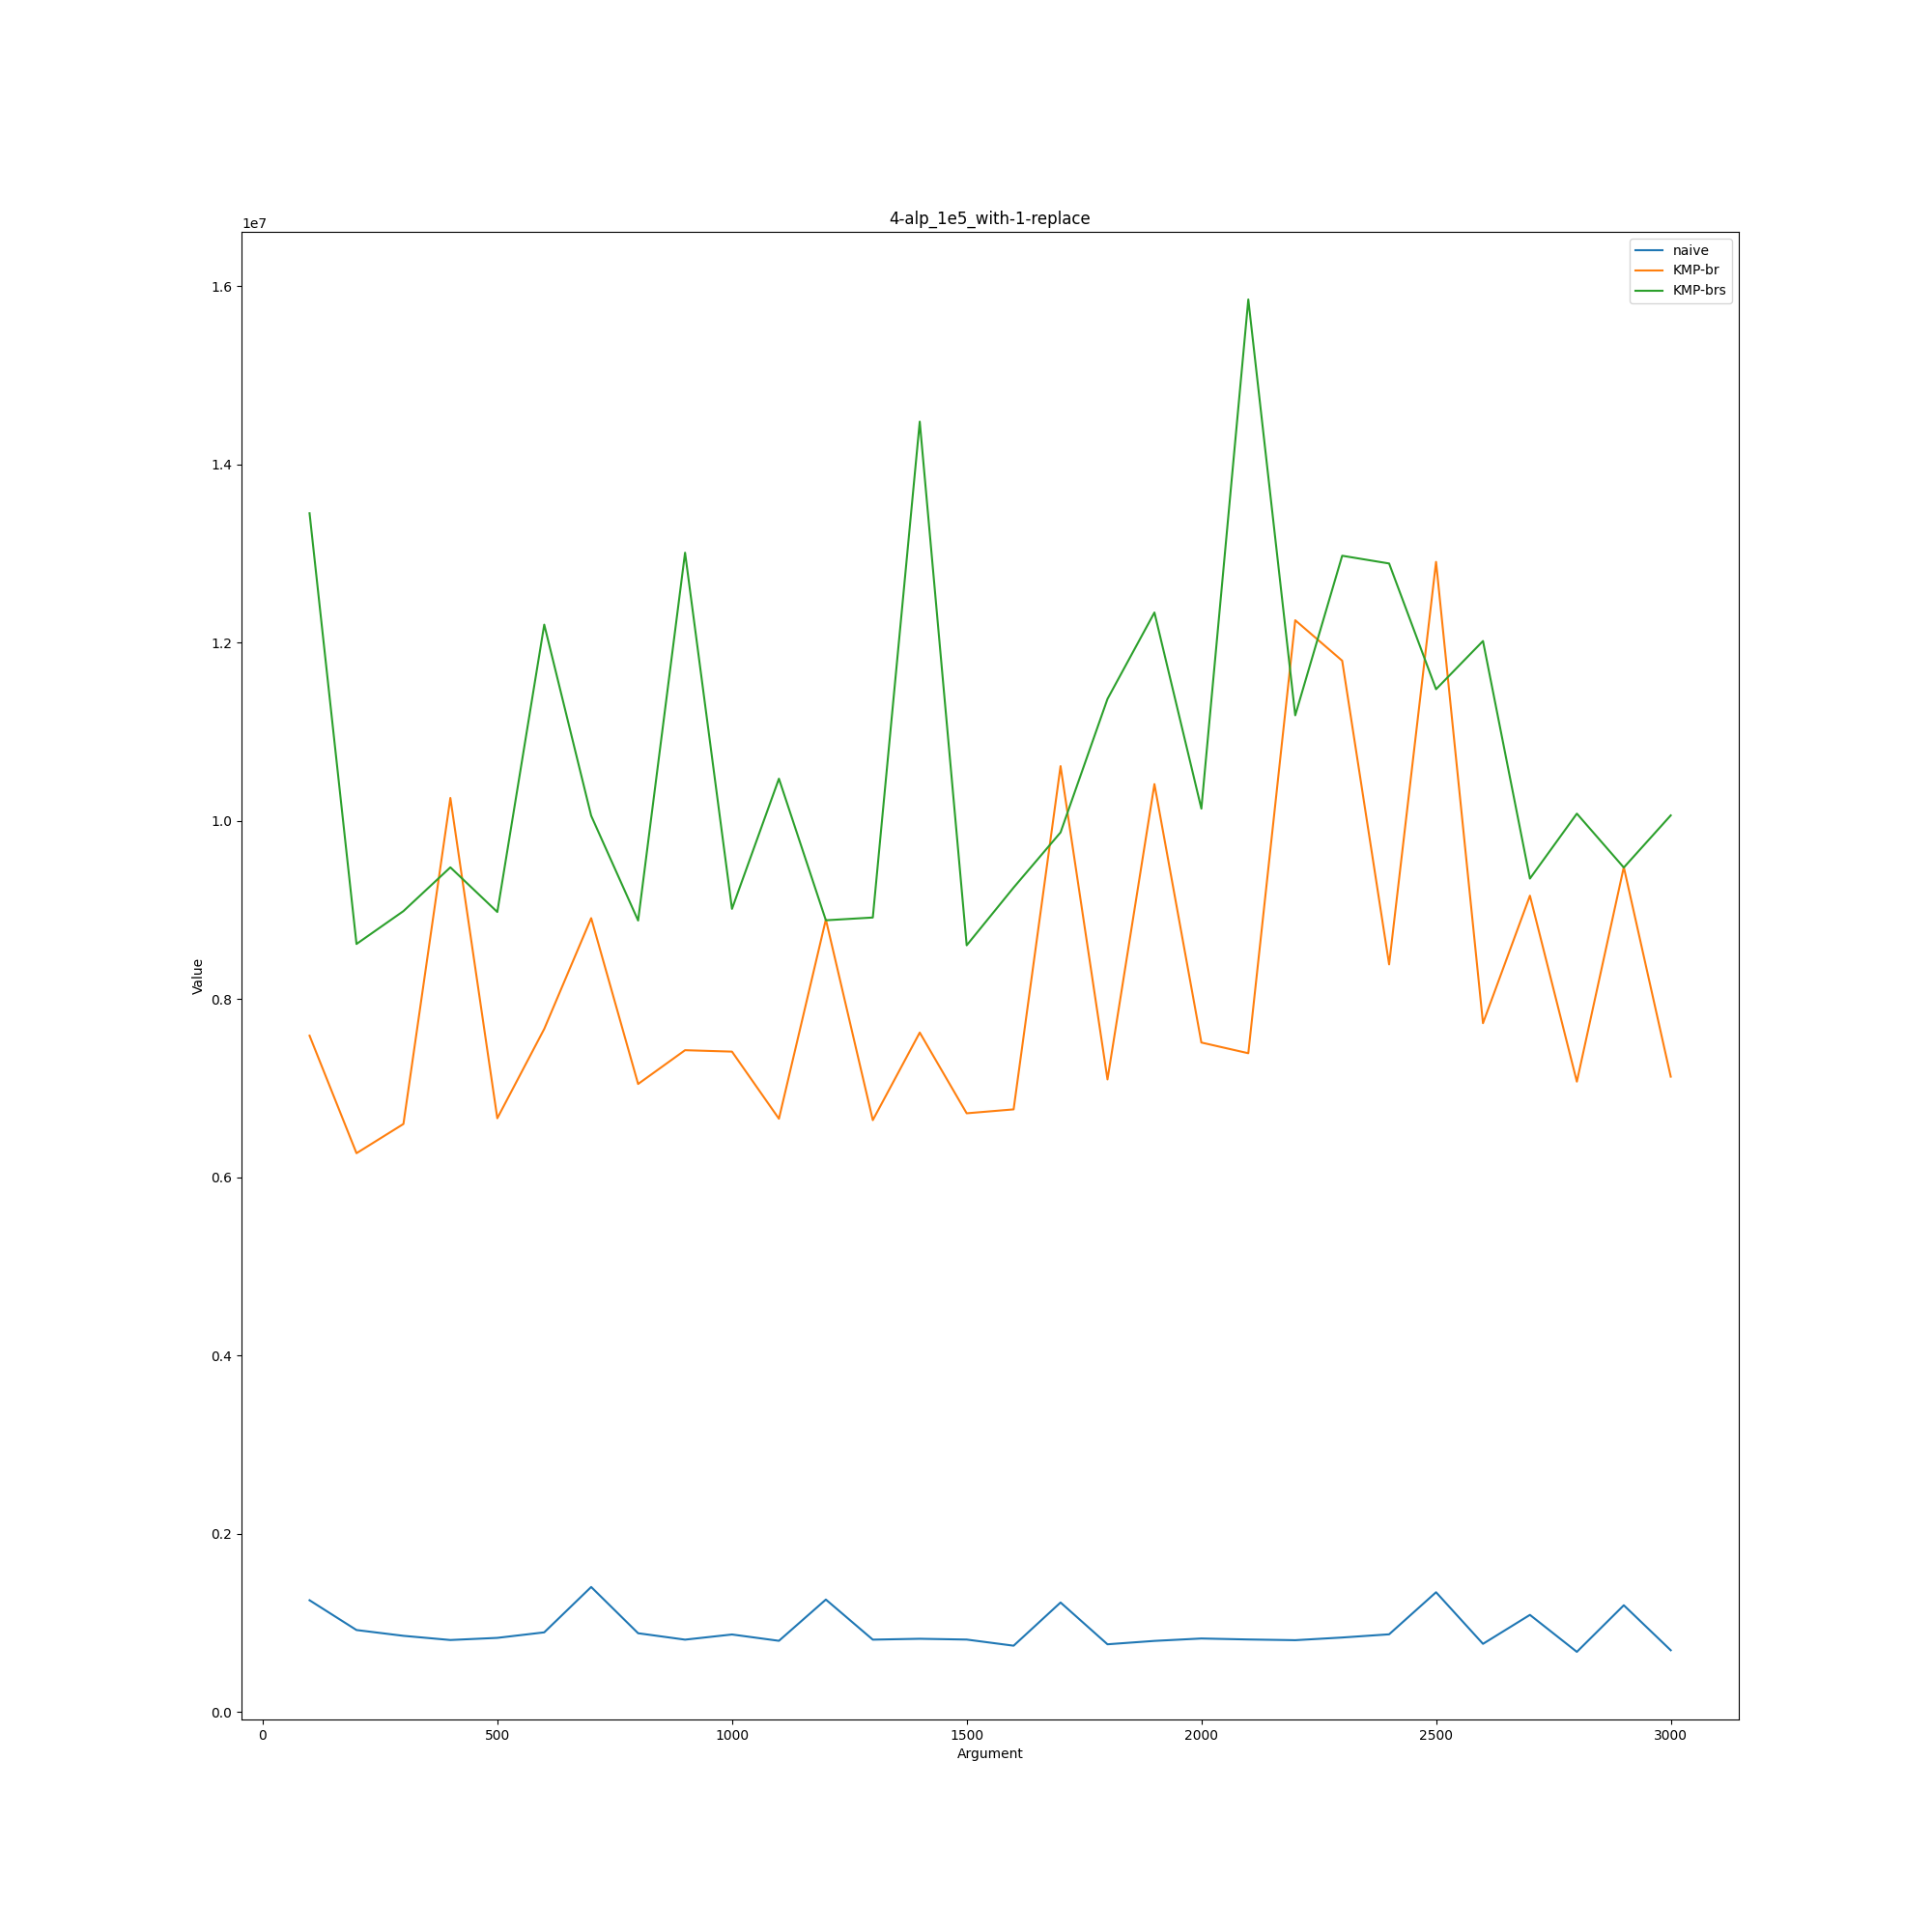 4-alp_1e5_with-1-replace
1e7
naive
KMP-br
KMP-brs
1.6
1.4
1.2
1.0
0.8
0.6
0.4
0.2
0.0
Value
0 500 1000 1500 2000 2500 3000
Argument